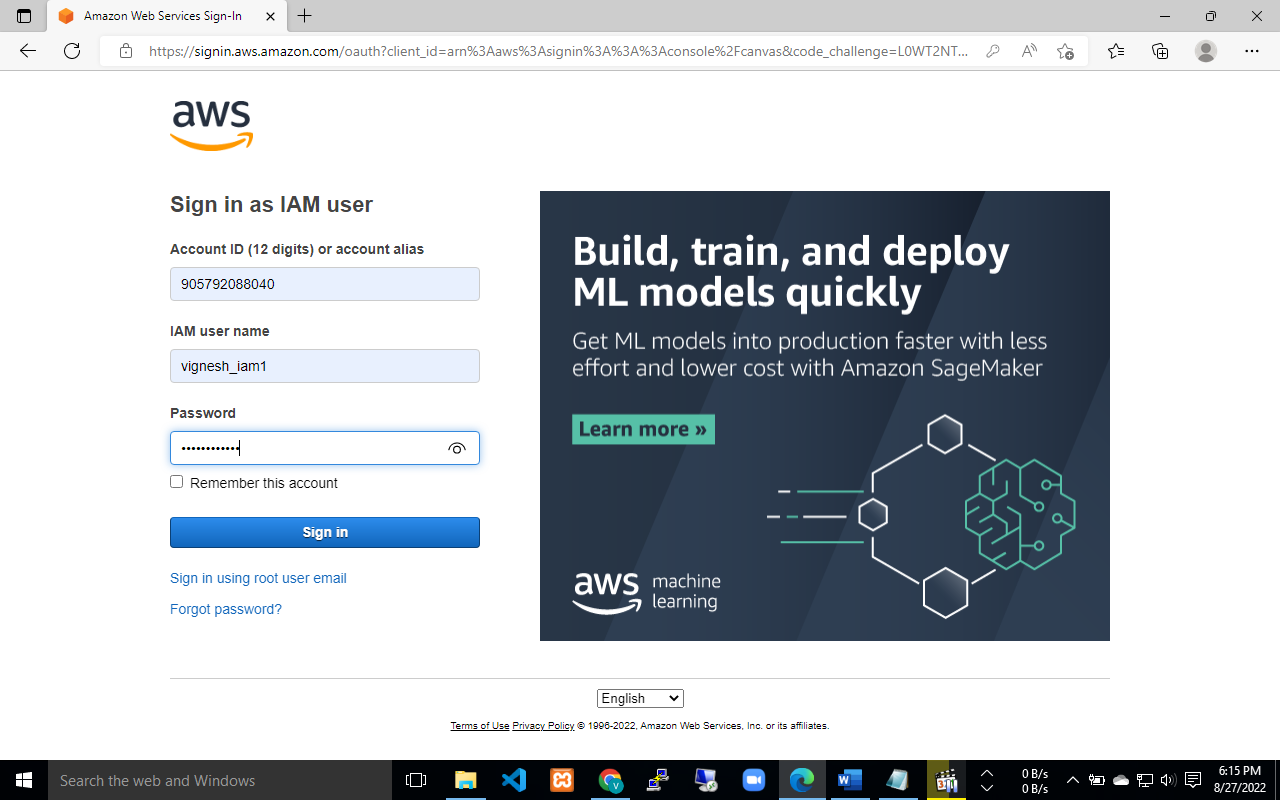 Amazon Web Services Sign-In
https://signin.aws.amazon.com/oauth?client_id=arn%3Aaws%3Asignin%3A%3A%3Aconsole%2Fcanvas&code_challenge=L0WT2NT...
aws
Sign in as IAM user
Account ID (12 digits) or account alias
905792088040
IAM user name
vignesh_iam1
Password
••••••••••••
Remember this account
Sign in
Sign in using root user email
Forgot password?
Build, train, and deploy
ML models quickly
Get ML models into production faster with less
effort and lower cost with Amazon SageMaker
Learn more »
aws machine
learning
English
Terms of Use Privacy Policy © 1996-2022, Amazon Web Services, Inc. or its affiliates.
Search the web and Windows
0 B/s
0 B/s
6:15 PM
8/27/2022